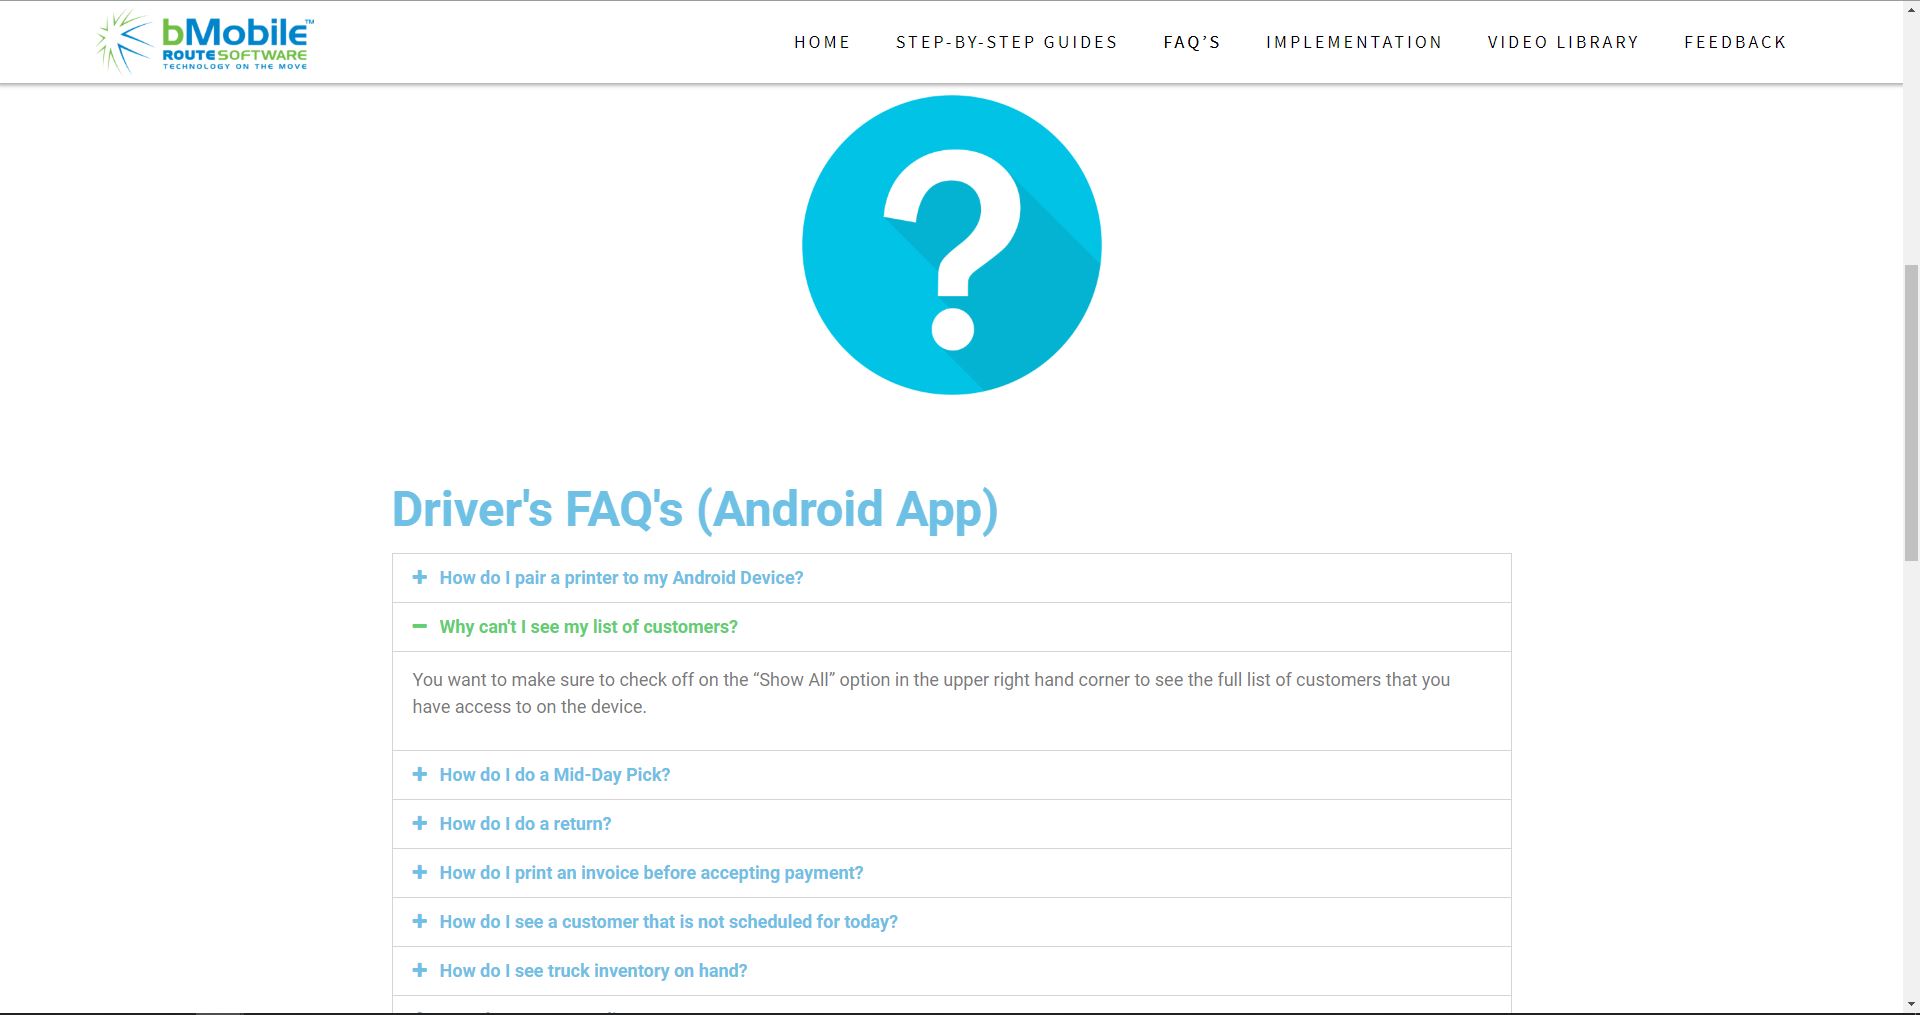 bMobile™
ROUTESOFTWARE
TECHNOLOGY ON THE MOVE
HOME
STEP-BY-STEP GUIDES
FAQ’S
IMPLEMENTATION
VIDEO LIBRARY
FEEDBACK
?
Driver's FAQ's (Android App)
How do I pair a printer to my Android Device?
Why can't I see my list of customers?
You want to make sure to check off on the “Show All” option in the upper right hand corner to see the full list of customers that you
have access to on the device.
How do I do a Mid-Day Pick?
How do I do a return?
How do I print an invoice before accepting payment?
How do I see a customer that is not scheduled for today?
How do I see truck inventory on hand?